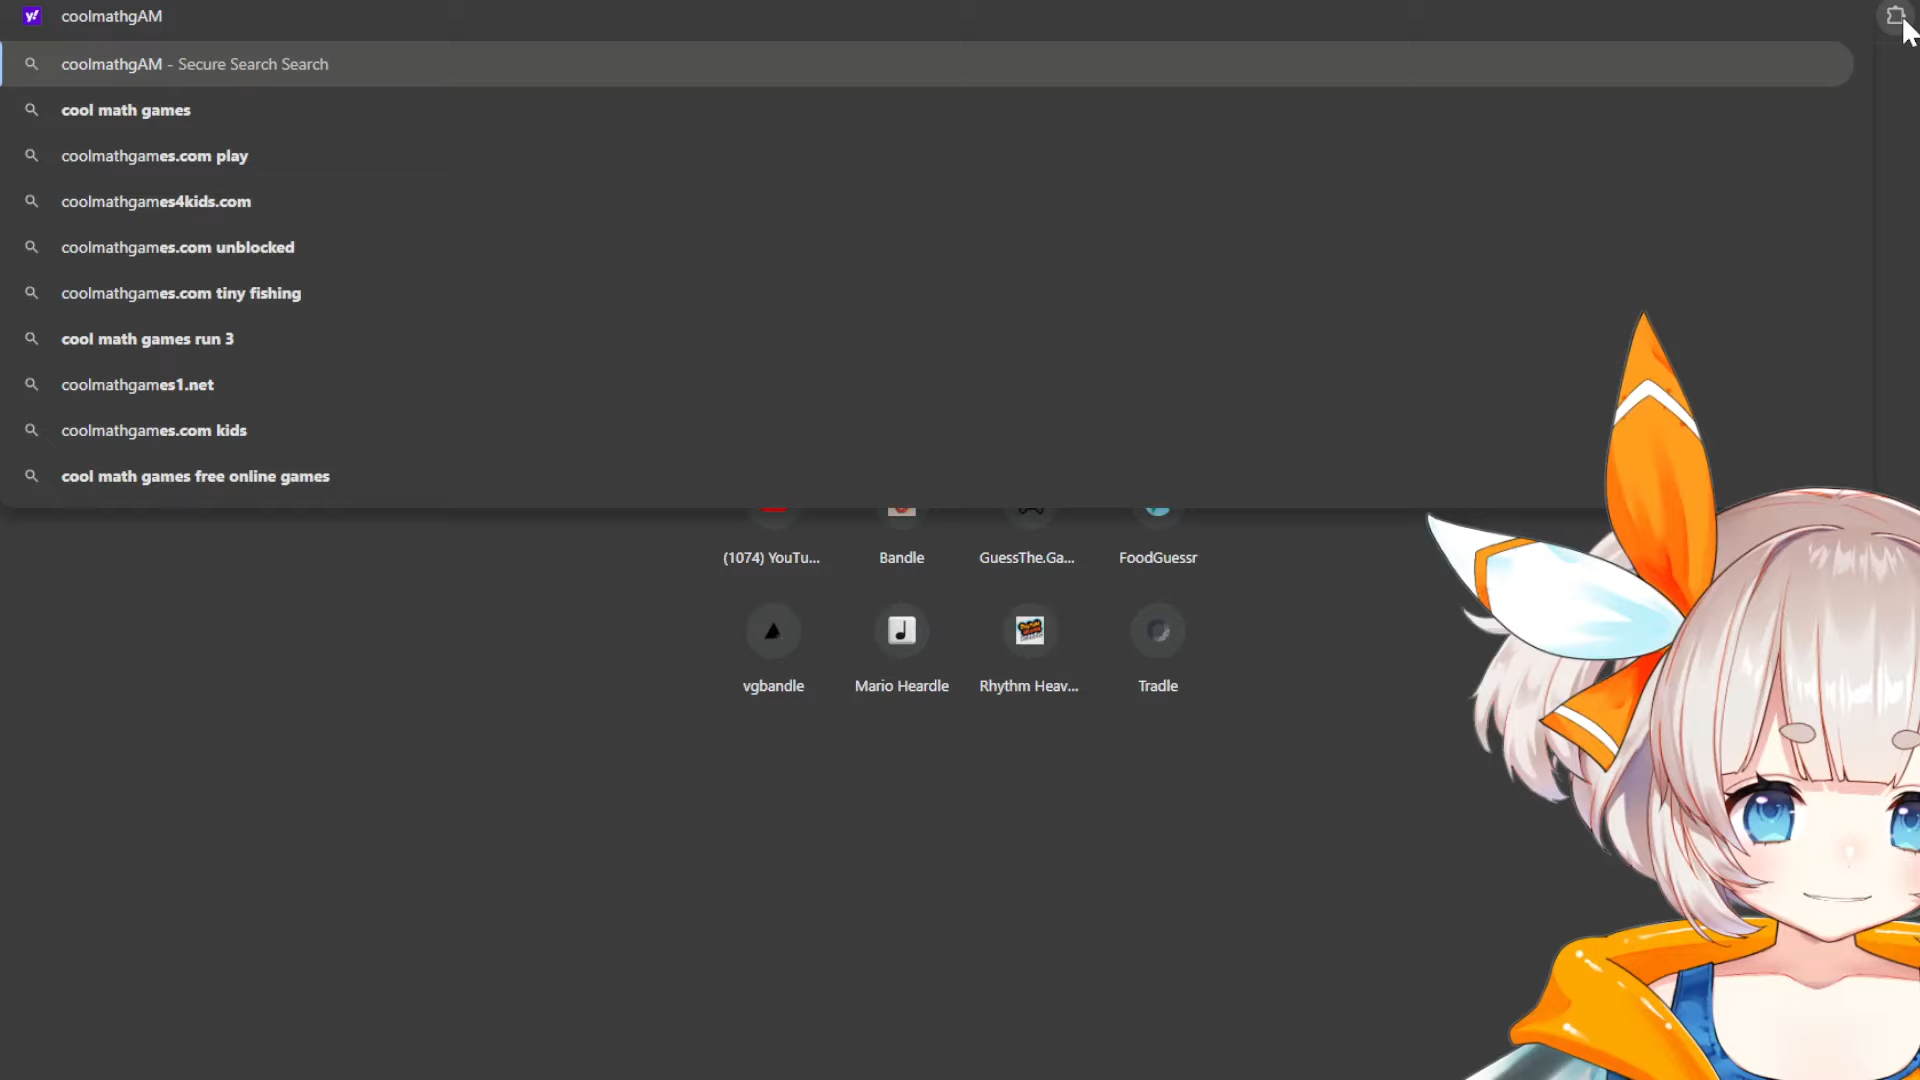 y!
coolmathgAM
coolmathgAM - Secure Search Search
cool math games
coolmathgames.com play
coolmathgames4kids.com
coolmathgames.com unblocked
coolmathgames.com tiny fishing
cool math games run 3
coolmathgames1.net
coolmathgames.com kids
cool math games free online games
(1074) YouTu...
Bandle
GuessThe.Ga...
FoodGuessr
vgbandle
Mario Heardle
Rhythm Heav...
Tradle